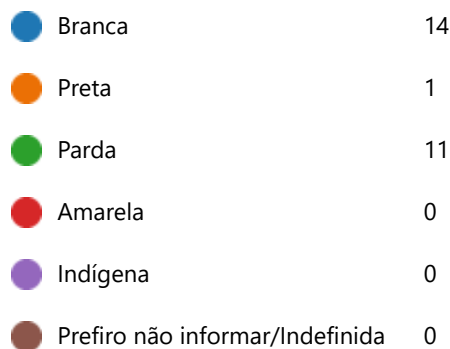 Branca 14
Preta 1
Parda 11
Amarela 0
Indígena 0
Prefiro não informar/Indefinida 0